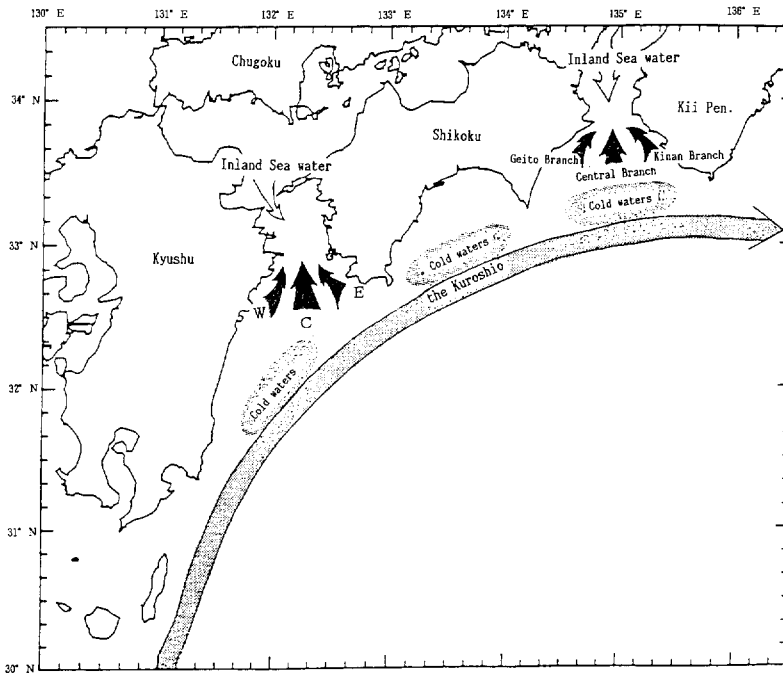 130° E 131° E 132° E 133° E 134° E 135° E 136° E
Inland Sea water
Chugoku
34° N
Kii Pen.
Shikoku
Geito Branch
Kinan Branch
Central Branch
Inland Sea water
Cold waters
33° N
Cold waters
Kyushu
the Kuroshio
E
W
C
32° N
Cold waters
31° N
30° N